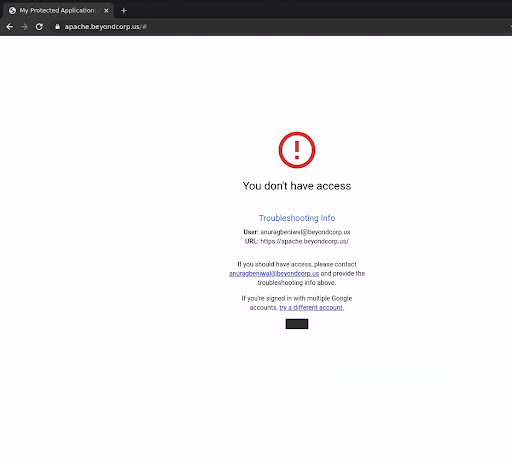 My Protected Application:
apache.beyondcorp.us/#
You don't have access
Troubleshooting Info
User: anuragbeniwal@beyondcorp.us
URL: https://apache.beyondcorp.us/
If you should have access, please contact
anuragbeniwal@beyondcorp.us and provide the
troubleshooting info above.
If you're signed in with multiple Google
accounts, try a different account.